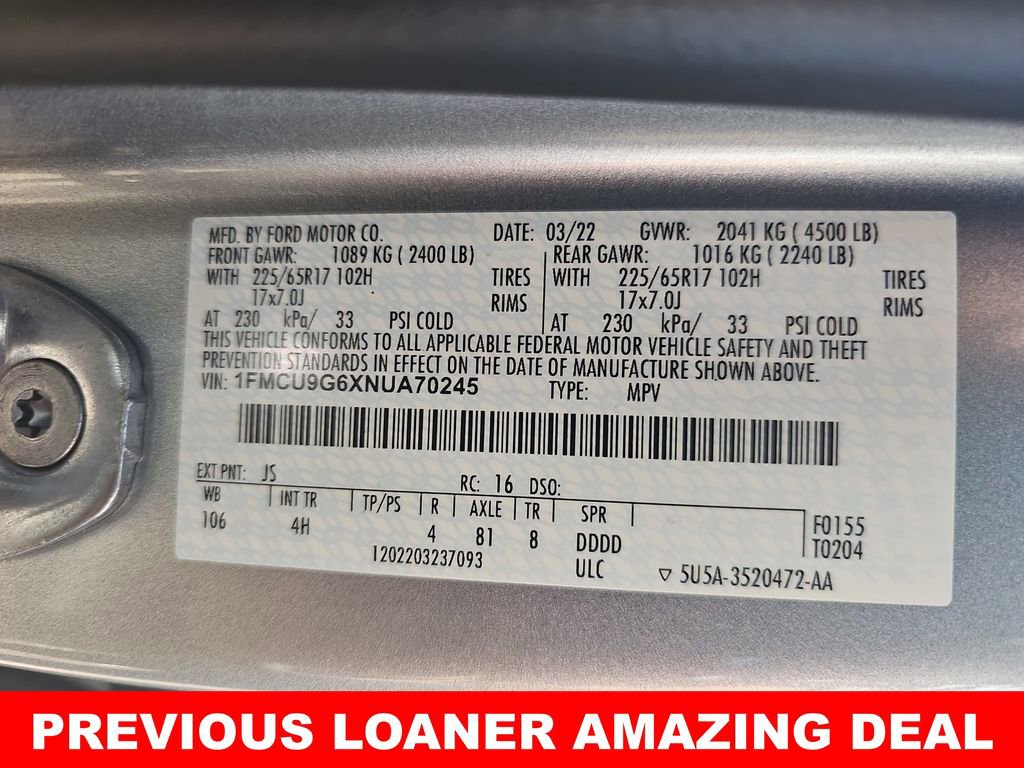 MFD. BY FORD MOTOR CO. DATE: 03/22 GVWR: 2041 KG ( 4500 LB)
FRONT GAWR: 1089 KG ( 2400 LB) REAR GAWR: 1016 KG ( 2240 LB)
WITH 225/65R17 102H TIRES WITH 225/65R17 102H TIRES
17x7.0J RIMS 17x7.0J RIMS
AT 230 kPa/ 33 PSI COLD AT 230 kPa/ 33 PSI COLD
THIS VEHICLE CONFORMS TO ALL APPLICABLE FEDERAL MOTOR VEHICLE SAFETY AND THEFT
PREVENTION STANDARDS IN EFFECT ON THE DATE OF MANUFACTURE SHOWN ABOVE.
VIN: 1FMCU9G6XNUA70245 TYPE: MPV
EXT PNT: JS RC: 16 DSO:
WB INT TR TP/PS R AXLE TR SPR
106 4H 4 81 8 DDDD F0155
1202203237093 ULC T0204
▽ 5U5A-3520472-AA
PREVIOUS LOANER AMAZING DEAL